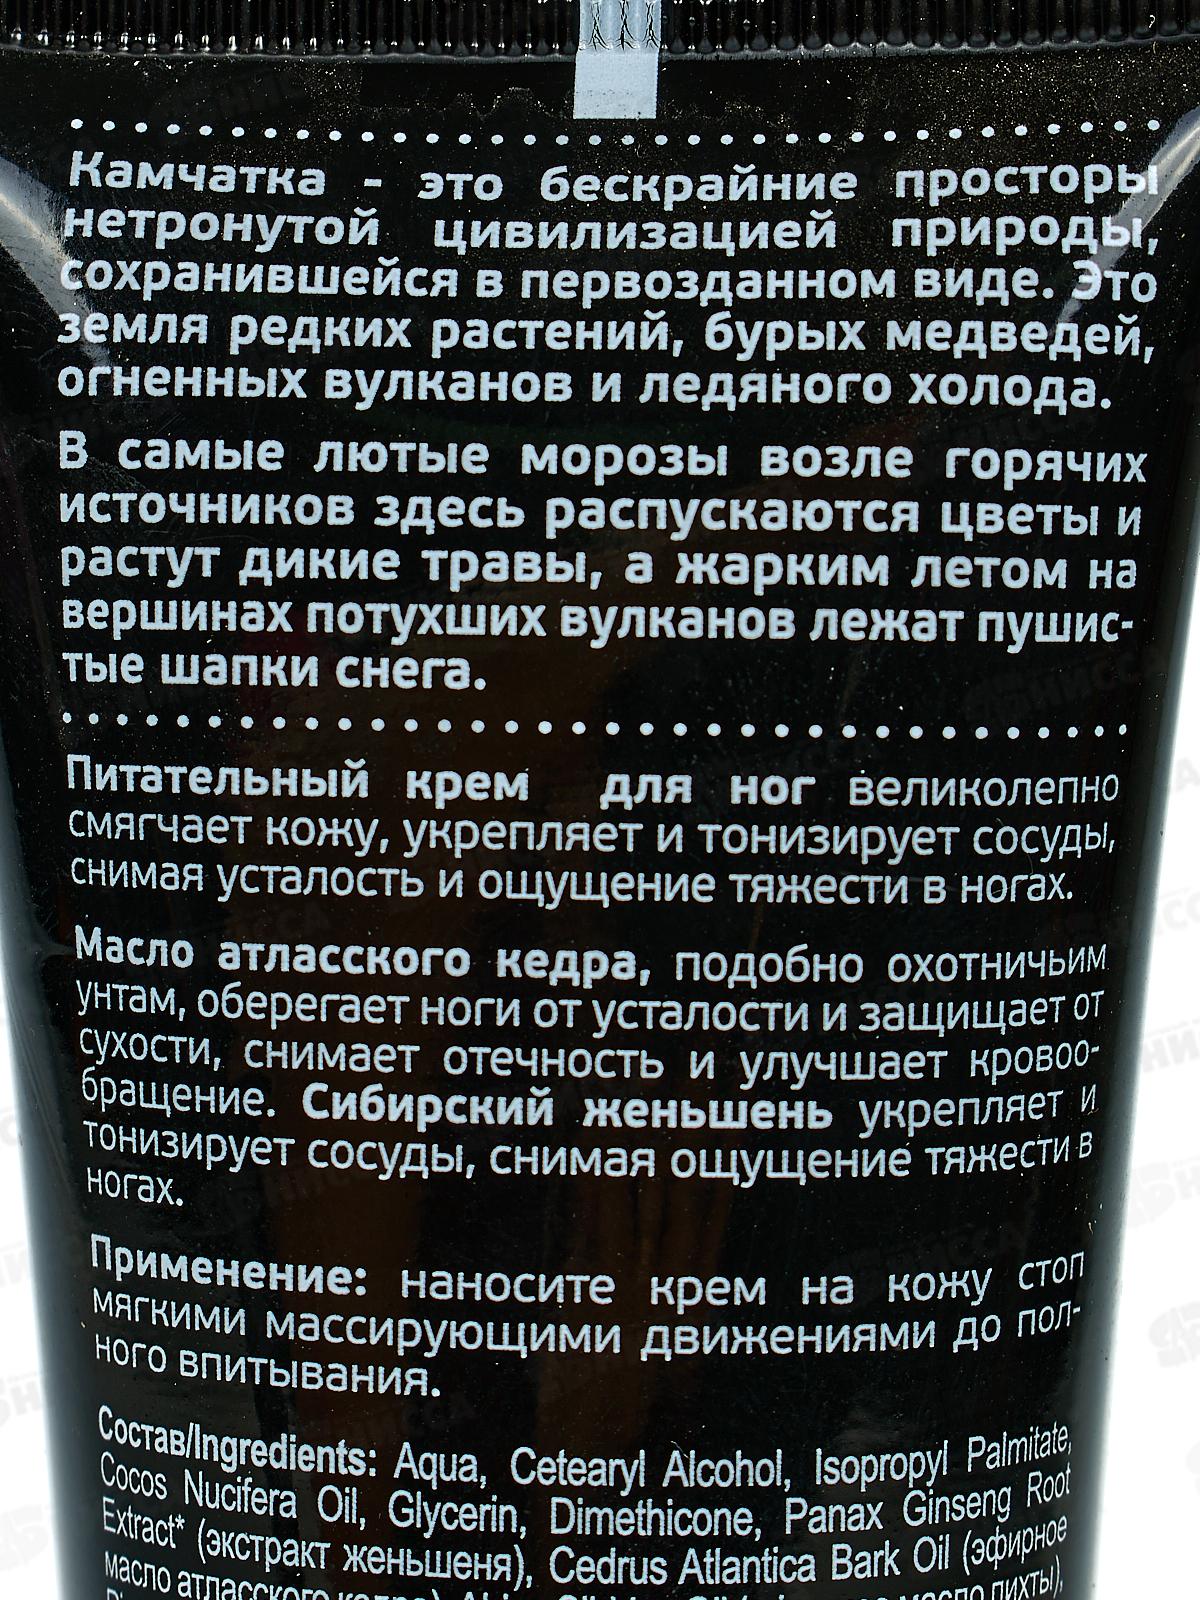 Камчатка - это бескрайние просторы
нетронутой цивилизацией природы,
сохранившейся в первозданном виде. Это
земля редких растений, бурых медведей,
огненных вулканов и ледяного холода.
В самые лютые морозы возле горячих
источников здесь распускаются цветы и
растут дикие травы, а жарким летом на
вершинах потухших вулканов лежат пушис-
тые шапки снега.
Питательный крем для ног великолепно
смягчает кожу, укрепляет и тонизирует сосуды,
снимая усталость и ощущение тяжести в ногах.
Масло атласского кедра, подобно охотничьим
унтам, оберегает ноги от усталости и защищает от
сухости, снимает отечность и улучшает кровоо-
бращение. Сибирский женьшень укрепляет и
тонизирует сосуды, снимая ощущение тяжести в
ногах.
Применение: наносите крем на кожу стоп
мягкими массирующими движениями до пол-
ного впитывания.
Состав/Ingredients: Aqua, Cetearyl Alcohol, Isopropyl Palmitate,
Cocos Nucifera Oil, Glycerin, Dimethicone, Panax Ginseng Root
Extract* (экстракт женьшеня), Cedrus Atlantica Bark Oil (эфирное
масло атласского кедра), масло пихты),